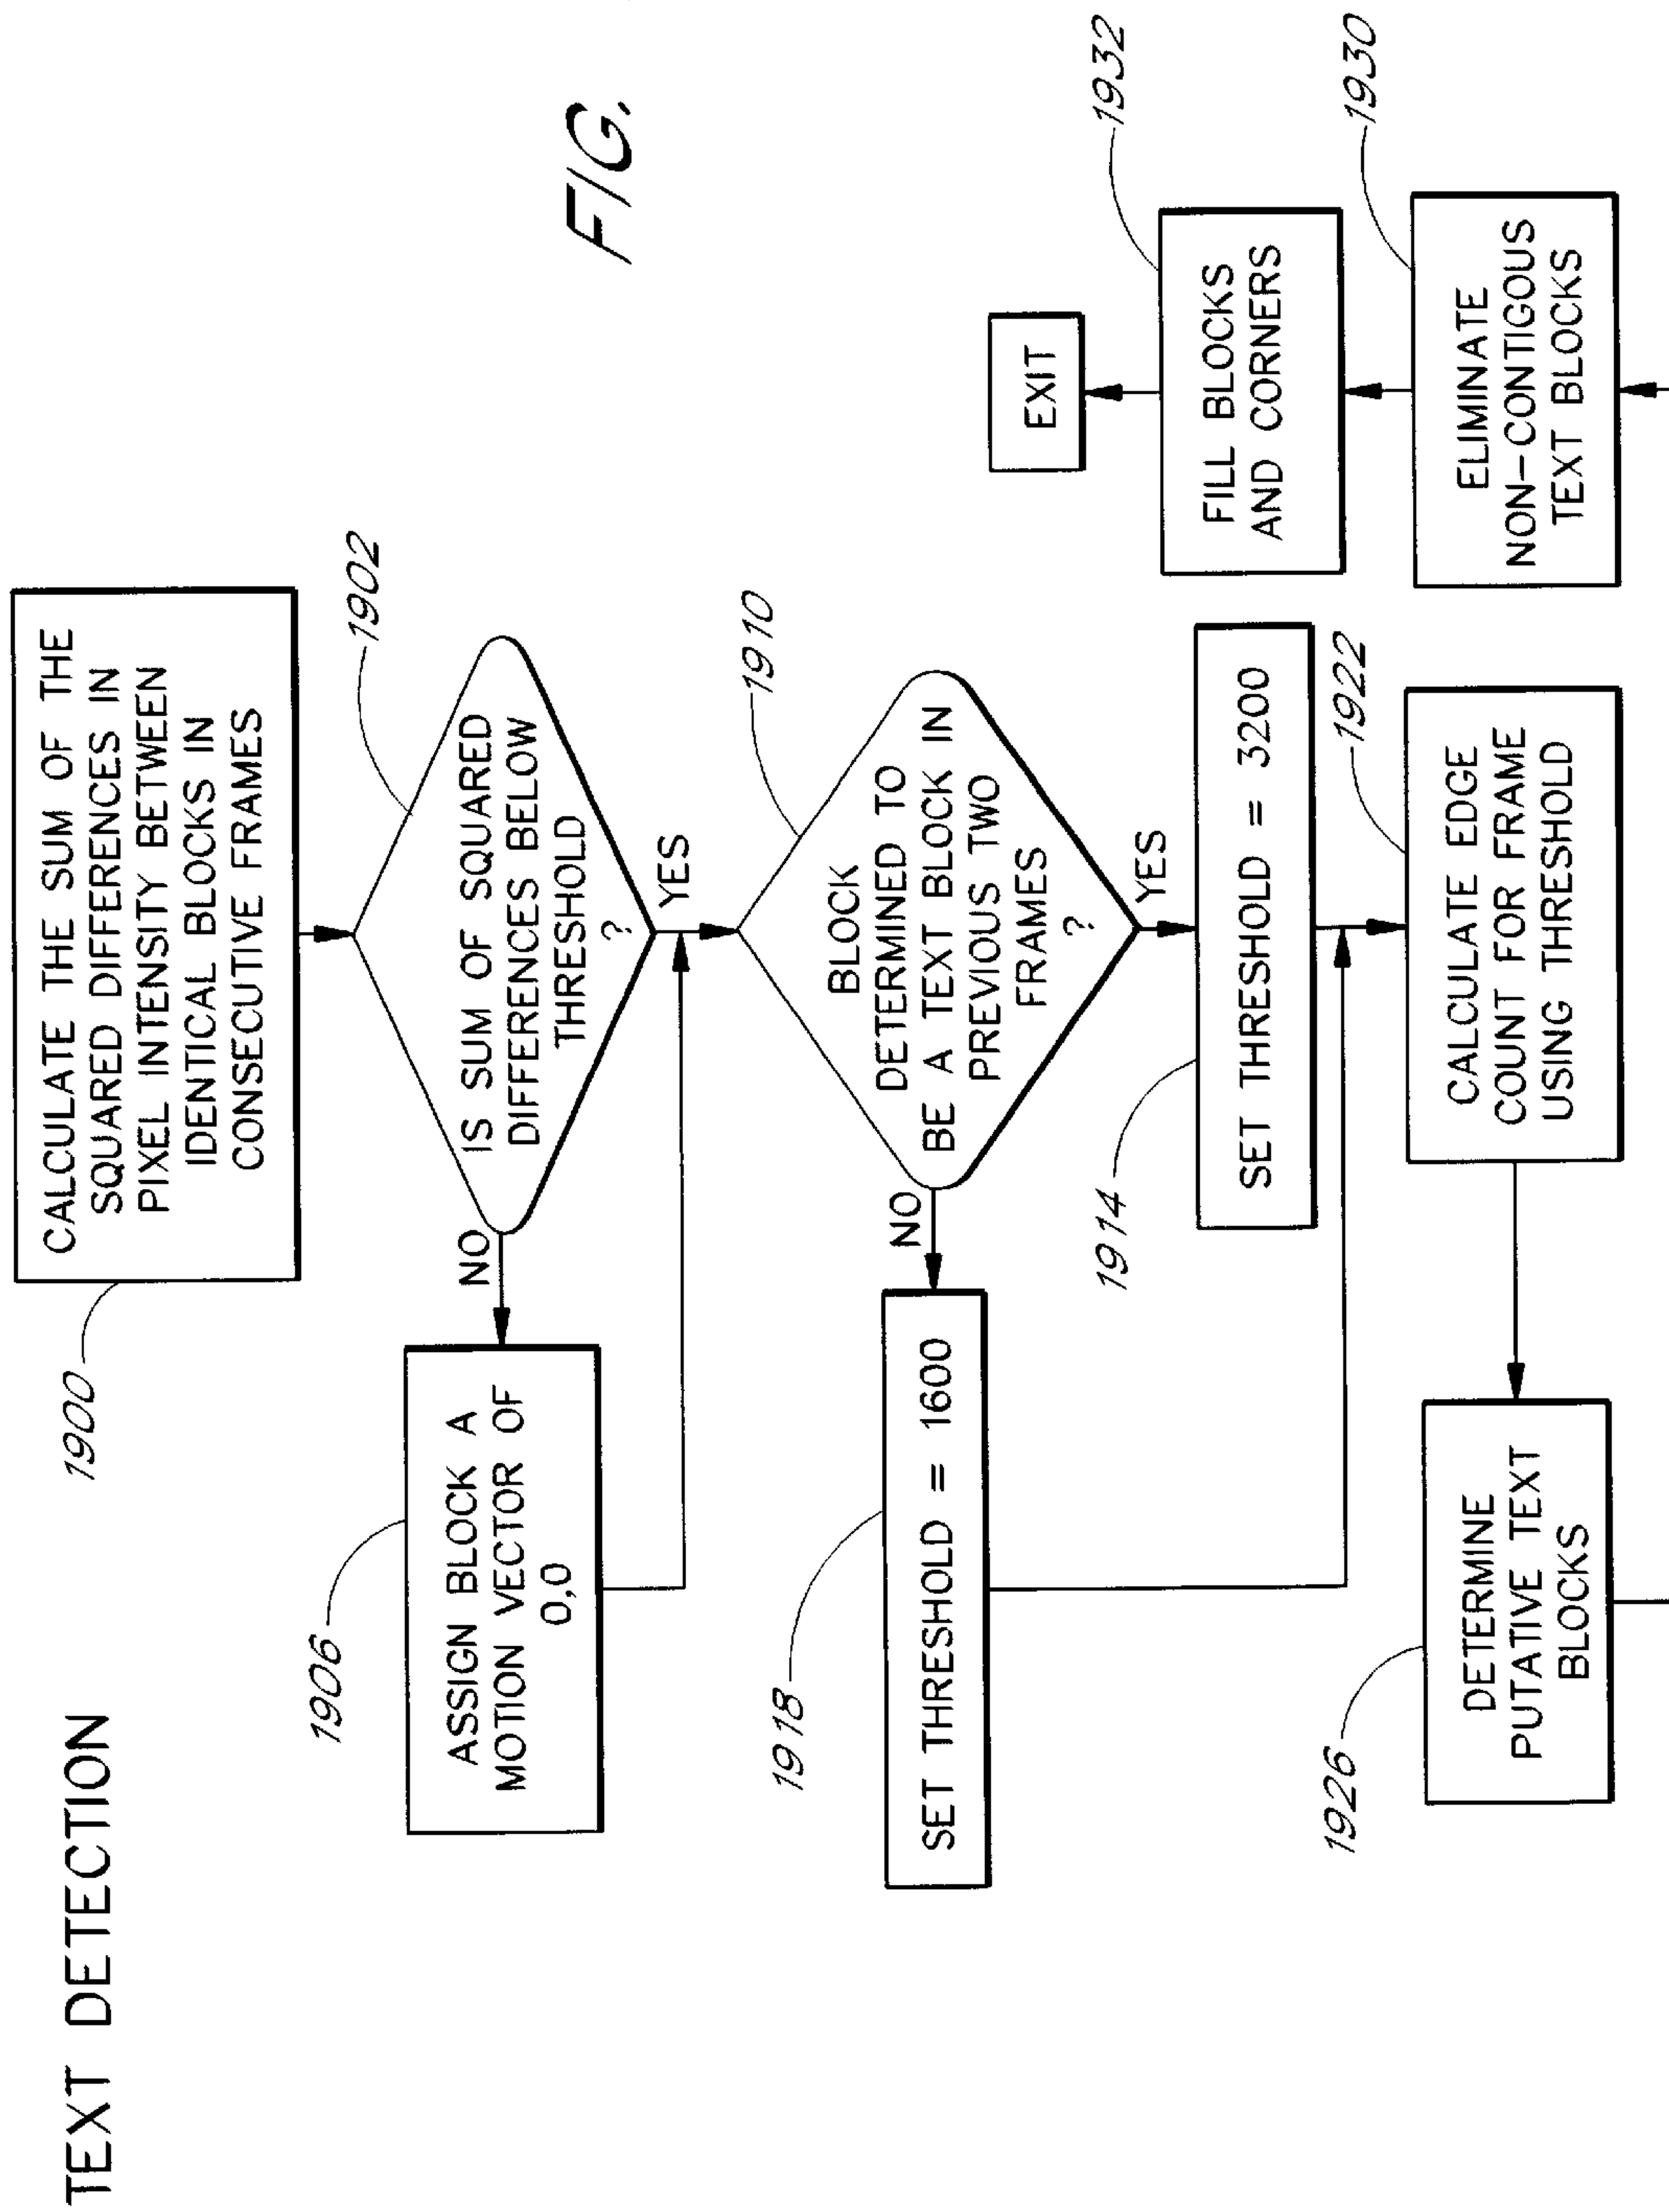 TEXT DETECTION
1900
CALCULATE THE SUM OF THE
SQUARED DIFFERENCES IN
PIXEL INTENSITY BETWEEN
IDENTICAL BLOCKS IN
CONSECUTIVE FRAMES
1902
IS SUM OF SQUARED
DIFFERENCES BELOW
THRESHOLD
?
NO
YES
1906
ASSIGN BLOCK A
MOTION VECTOR OF
0,0
1910
BLOCK
DETERMINED TO
BE A TEXT BLOCK IN
PREVIOUS TWO
FRAMES
?
NO
YES
1918
SET THRESHOLD = 1600
1914
SET THRESHOLD = 3200
1922
CALCULATE EDGE
COUNT FOR FRAME
USING THRESHOLD
1926
DETERMINE
PUTATIVE TEXT
BLOCKS
1930
ELIMINATE
NON-CONTIGOUS
TEXT BLOCKS
1932
FILL BLOCKS
AND CORNERS
EXIT
FIG.